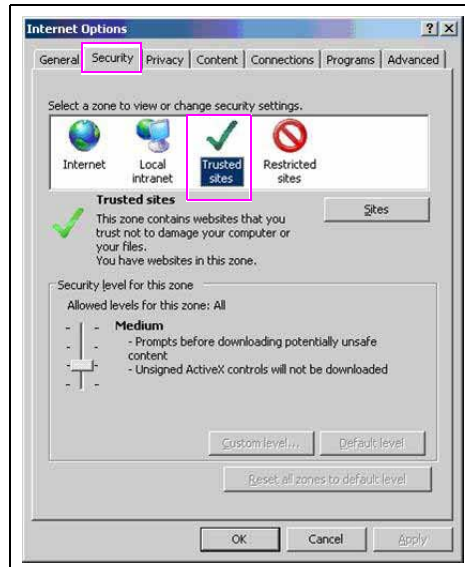 Internet Options
General Security Privacy Content Connections Programs Advanced
Select a zone to view or change security settings.
Internet
Local intranet
Trusted sites
Restricted sites
Trusted sites
This zone contains websites that you
trust not to damage your computer or
your files.
You have websites in this zone.
Sites
Security level for this zone
Allowed levels for this zone: All
Medium
- Prompts before downloading potentially unsafe
content
- Unsigned ActiveX controls will not be downloaded
Custom level... Default level
Reset all zones to default level
OK Cancel Apply